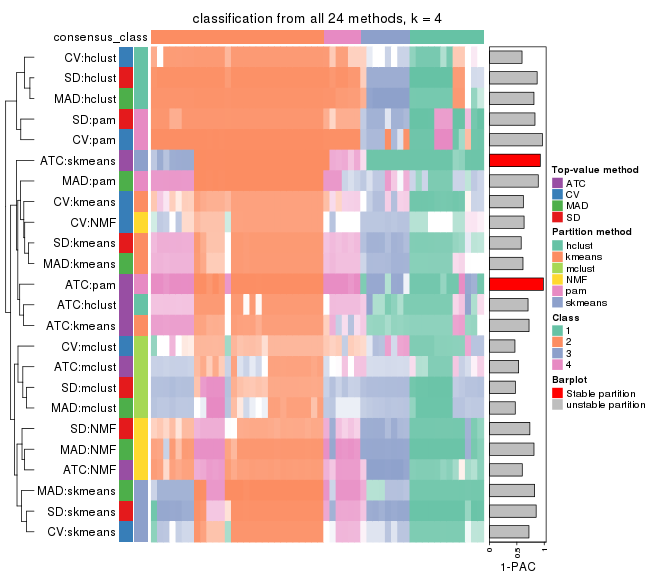 classification from all 24 methods, k = 4
consensus_class
CV:hclust
SD:hclust
MAD:hclust
SD:pam
CV:pam
ATC:skmeans
MAD:pam
CV:kmeans
CV:NMF
SD:kmeans
MAD:kmeans
ATC:pam
ATC:hclust
ATC:kmeans
CV:mclust
ATC:mclust
SD:mclust
MAD:mclust
SD:NMF
MAD:NMF
ATC:NMF
MAD:skmeans
SD:skmeans
CV:skmeans
0
0.5
1
1-PAC
Top-value method
ATC
CV
MAD
SD
Partition method
hclust
kmeans
mclust
NMF
pam
skmeans
Class
1
2
3
4
Barplot
Stable partition
unstable partition